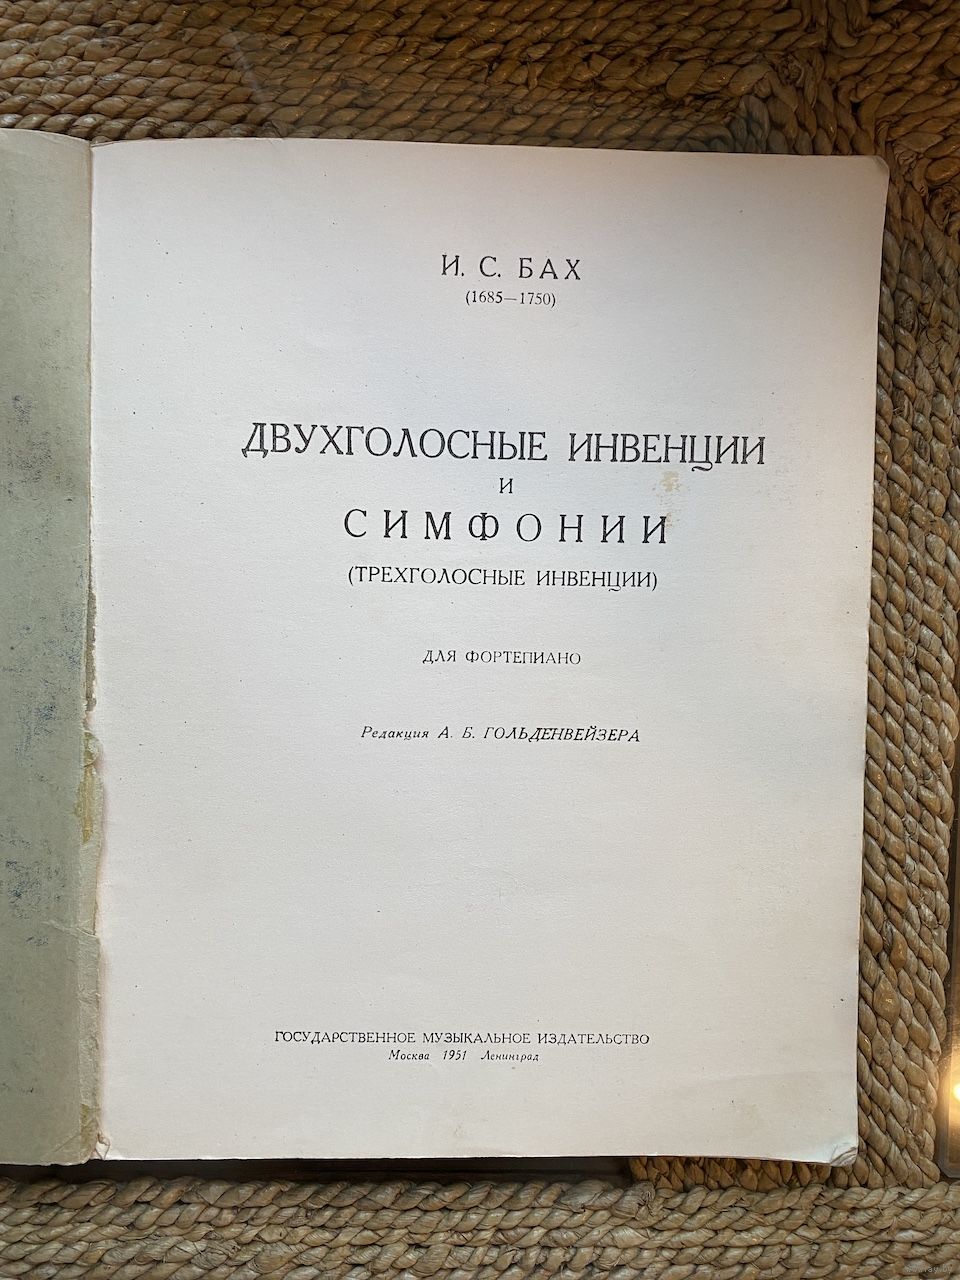 И. С. БАХ
(1685—1750)
ДВУХГОЛОСНЫЕ ИНВЕНЦИИ
И
СИМФОНИИ
(ТРЕХГОЛОСНЫЕ ИНВЕНЦИИ)
ДЛЯ ФОРТЕПИАНО
Редакция А. Б. ГОЛЬДЕНВЕЙЗЕРА
ГОСУДАРСТВЕННОЕ МУЗЫКАЛЬНОЕ ИЗДАТЕЛЬСТВО
Москва 1951 Ленинград